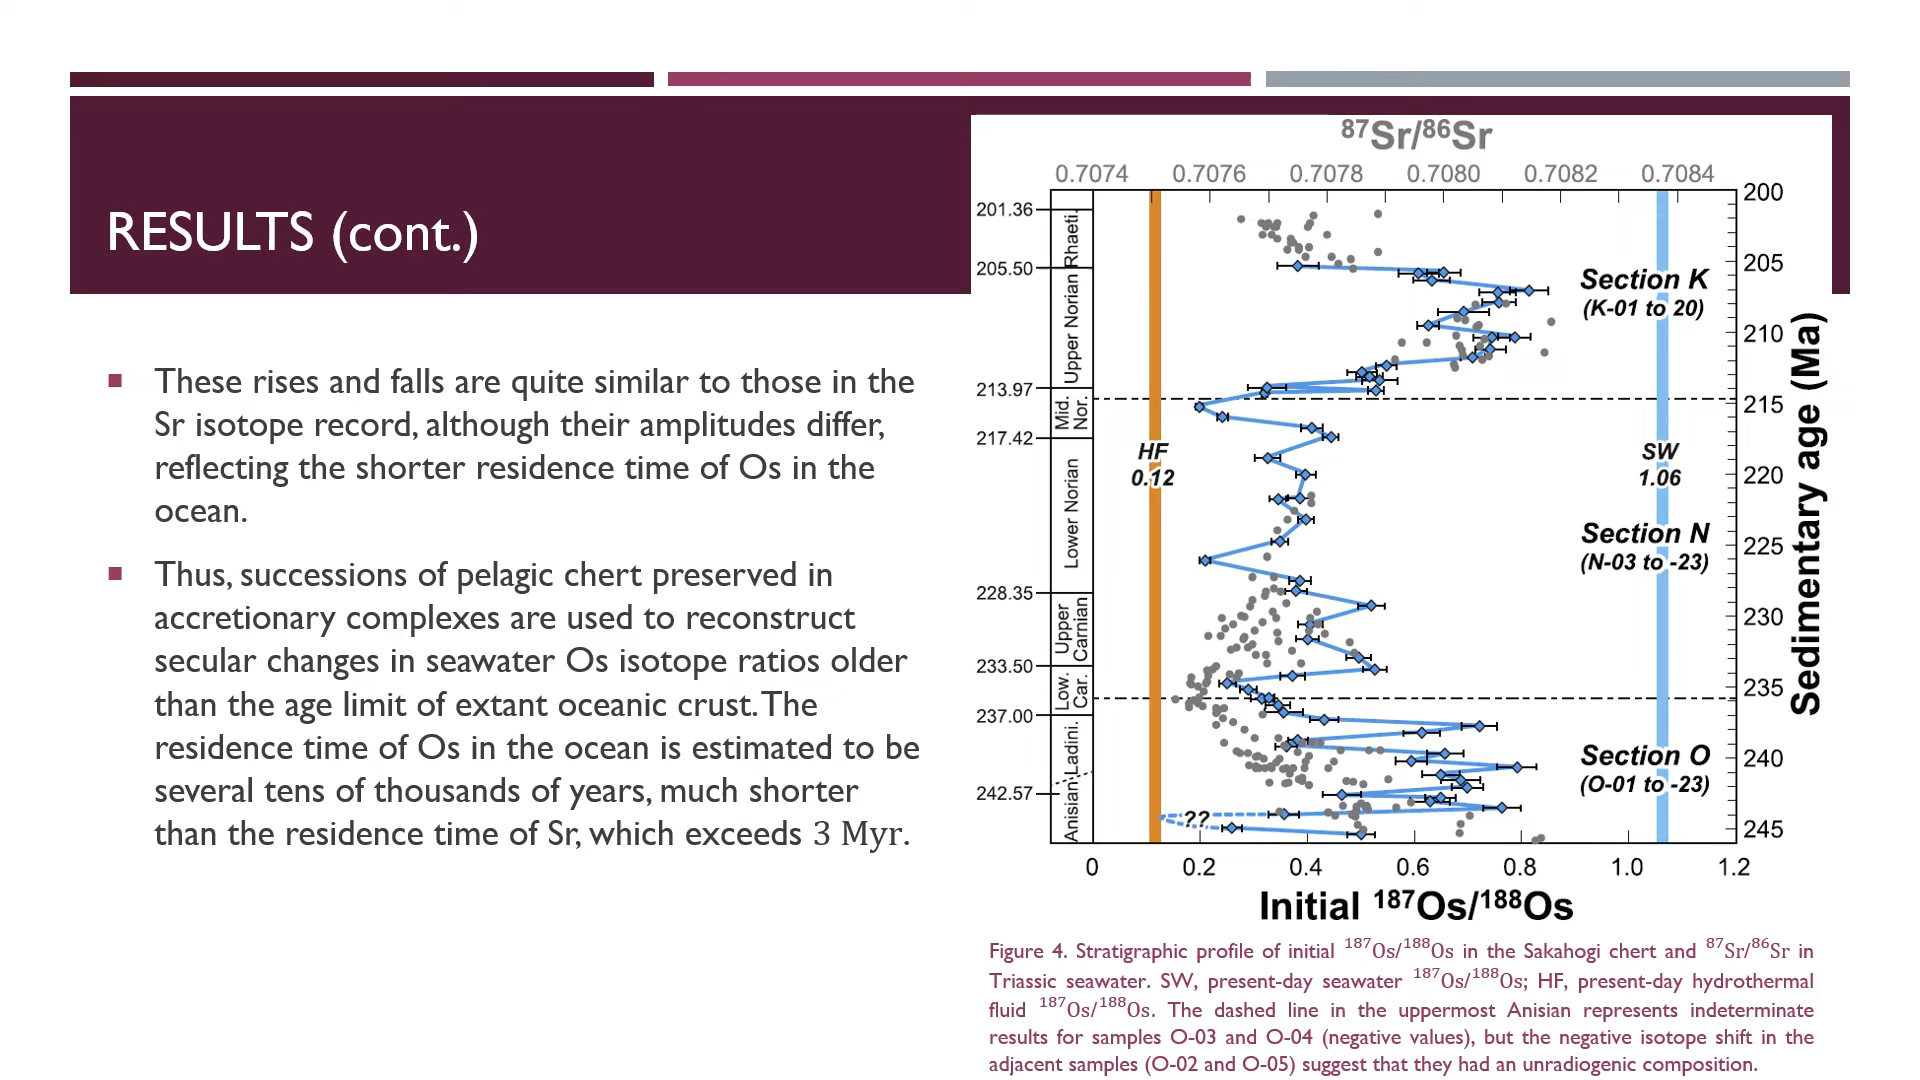 RESULTS (cont.)
▪ These rises and falls are quite similar to those in the
Sr isotope record, although their amplitudes differ,
reflecting the shorter residence time of Os in the
ocean.
▪ Thus, successions of pelagic chert preserved in
accretionary complexes are used to reconstruct
secular changes in seawater Os isotope ratios older
than the age limit of extant oceanic crust. The
residence time of Os in the ocean is estimated to be
several tens of thousands of years, much shorter
than the residence time of Sr, which exceeds 3 Myr.
⁸⁷Sr/⁸⁶Sr
0.7074 0.7076 0.7078 0.7080 0.7082 0.7084
201.36
205.50
213.97
217.42
228.35
233.50
237.00
242.57
Rhaeti.
Upper Norian
Mid.
Nor.
Lower Norian
Upper
Carnian
Low.
Car.
Ladini.
Anisian
HF
0.12
SW
1.06
Section K
(K-01 to 20)
Section N
(N-03 to -23)
Section O
(O-01 to -23)
??
200
205
210
215
220
225
230
235
240
245
Sedimentary age (Ma)
0 0.2 0.4 0.6 0.8 1.0 1.2
Initial ¹⁸⁷Os/¹⁸⁸Os
Figure 4. Stratigraphic profile of initial ¹⁸⁷Os/¹⁸⁸Os in the Sakahogi chert and ⁸⁷Sr/⁸⁶Sr in
Triassic seawater. SW, present-day seawater ¹⁸⁷Os/¹⁸⁸Os; HF, present-day hydrothermal
fluid ¹⁸⁷Os/¹⁸⁸Os. The dashed line in the uppermost Anisian represents indeterminate
results for samples O-03 and O-04 (negative values), but the negative isotope shift in the
adjacent samples (O-02 and O-05) suggest that they had an unradiogenic composition.